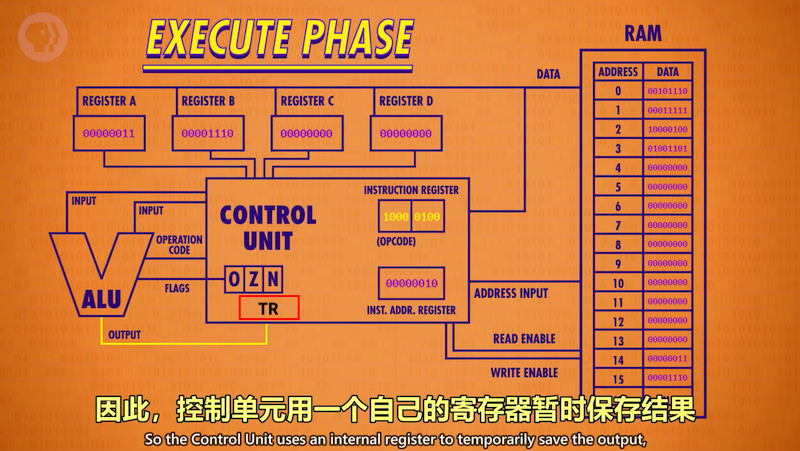 EXECUTE PHASE
RAM
DATA
REGISTER A
REGISTER B
REGISTER C
REGISTER D
00000011
00001110
00000000
00000000
ADDRESS DATA
0 00101110
1 00011111
2 10000100
3 01001101
4 00000000
5 00000000
6 00000000
7 00000000
8 00000000
9 00000000
10 00000000
11 00000000
12 00000000
13 00000000
14 00000011
15 00001110
INPUT
INPUT
CONTROL
UNIT
INSTRUCTION REGISTER
1000 0100
(OPCODE)
OPERATION
CODE
ALU
FLAGS
O Z N
TR
00000010
INST. ADDR. REGISTER
ADDRESS INPUT
OUTPUT
READ ENABLE
WRITE ENABLE
因此，控制单元用一个自己的寄存器暂时保存结果
So the Control Unit uses an internal register to temporarily save the output,